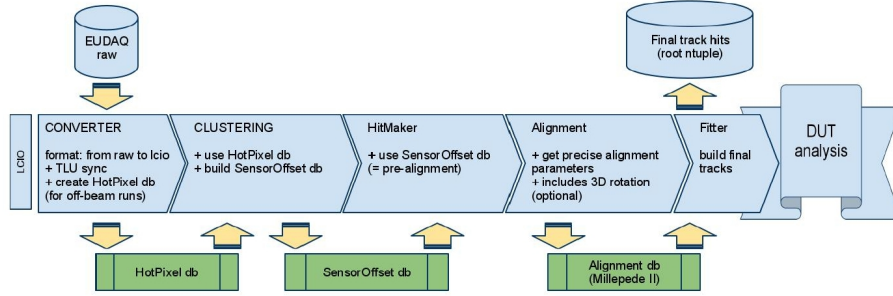 EUDAQ
raw
Final track hits
(root ntuple)
LCIO
CONVERTER
format: from raw to lcio
+ TLU sync
+ create HotPixel db
(for off-beam runs)
CLUSTERING
+ use HotPixel db
+ build SensorOffset db
HitMaker
+ use SensorOffset db
(= pre-alignment)
Alignment
+ get precise alignment
parameters
+ includes 3D rotation
(optional)
Fitter
build final
tracks
DUT
analysis
HotPixel db
SensorOffset db
Alignment db
(Millepede II)